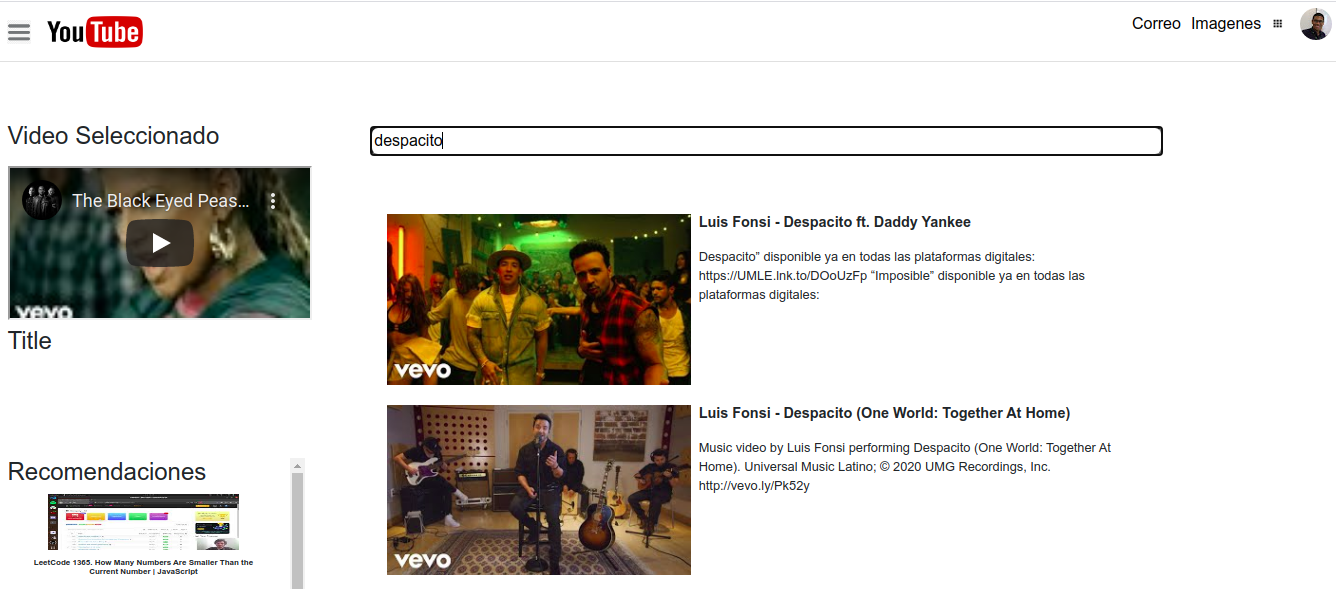 YouTube
Correo Imagenes
Video Seleccionado
The Black Eyed Peas...
vevo
Title
Recomendaciones
LeetCode 1365. How Many Numbers Are Smaller Than the
Current Number | JavaScript
despacito
vevo
Luis Fonsi - Despacito ft. Daddy Yankee
Despacito” disponible ya en todas las plataformas digitales:
https://UMLE.lnk.to/DOoUzFp “Imposible” disponible ya en todas las
plataformas digitales:
vevo
Luis Fonsi - Despacito (One World: Together At Home)
Music video by Luis Fonsi performing Despacito (One World: Together At
Home). Universal Music Latino; © 2020 UMG Recordings, Inc.
http://vevo.ly/Pk52y